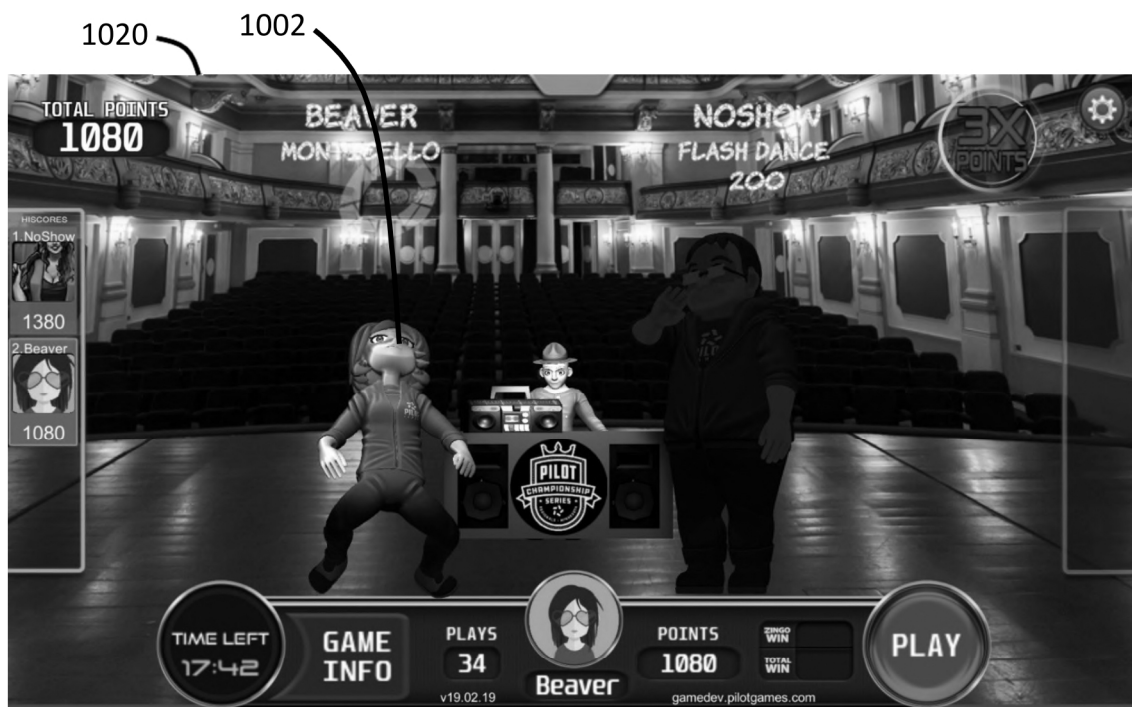 1020
1002
TOTAL POINTS
1080
BEAVER
MONTICELLO
NOSHOW
FLASH DANCE
200
3X
POINTS
HISCORES
1.NoShow
1380
2.Beaver
1080
PILOT
CHAMPIONSHIP
SERIES
TIME LEFT
17:42
GAME
INFO
PLAYS
34
v19.02.19
Beaver
POINTS
1080
gamedev.pilotgames.com
ZINGO
WIN
TOTAL
WIN
PLAY